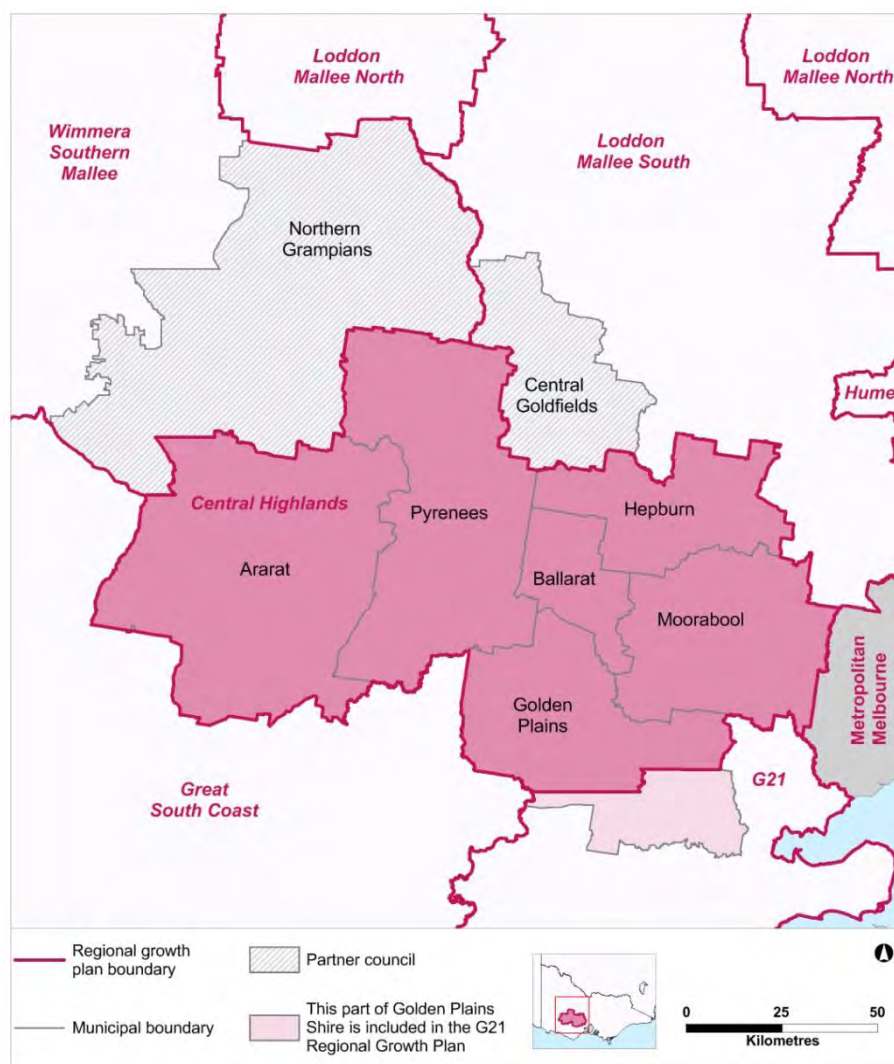 Loddon
Mallee North
Loddon
Mallee North
Wimmera
Southern
Mallee
Loddon
Mallee South
Northern
Grampians
Central
Goldfields
Hume
Central Highlands
Pyrenees
Hepburn
Ararat
Ballarat
Moorabool
Golden
Plains
Metropolitan
Melbourne
Great
South Coast
G21
Regional growth
plan boundary
Partner council
Municipal boundary
This part of Golden Plains
Shire is included in the G21
Regional Growth Plan
0 25 50
Kilometres